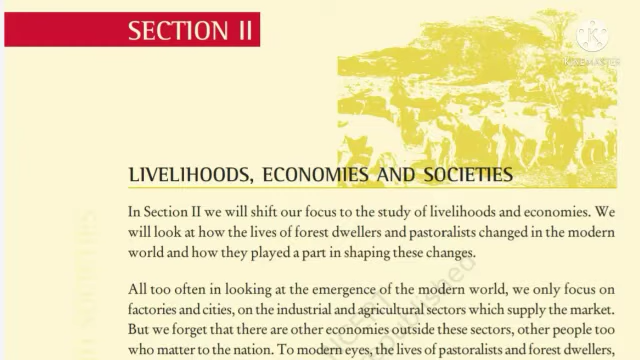 SECTION II
KINEMASTER
LIVELIHOODS, ECONOMIES AND SOCIETIES
In Section II we will shift our focus to the study of livelihoods and economies. We
will look at how the lives of forest dwellers and pastoralists changed in the modern
world and how they played a part in shaping these changes.
All too often in looking at the emergence of the modern world, we only focus on
factories and cities, on the industrial and agricultural sectors which supply the market.
But we forget that there are other economies outside these sectors, other people too
who matter to the nation. To modern eyes, the lives of pastoralists and forest dwellers,